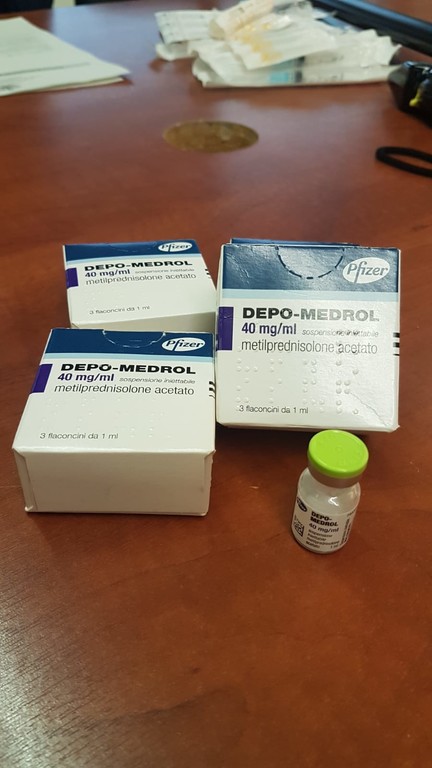 Pfizer
DEPO-MEDROL
40 mg/ml sospensione iniettabile
metilprednisolone acetato
3 flaconcini da 1 ml
Pfizer
DEPO-MEDROL
40 mg/ml sospensione iniettabile
metilprednisolone acetato
3 flaconcini da 1 ml
Pfizer
DEPO-MEDROL
40 mg/ml sospensione iniettabile
metilprednisolone acetato
3 flaconcini da 1 ml
DEPO-
MEDROL
40 mg/ml